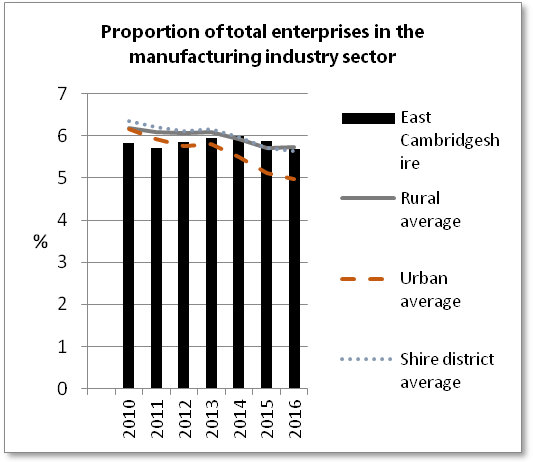 Proportion of total enterprises in the
manufacturing industry sector
7
6
5
4
3
2
1
0
%
2010
2011
2012
2013
2014
2015
2016
East
Cambridgesh
ire
Rural
average
Urban
average
Shire district
average